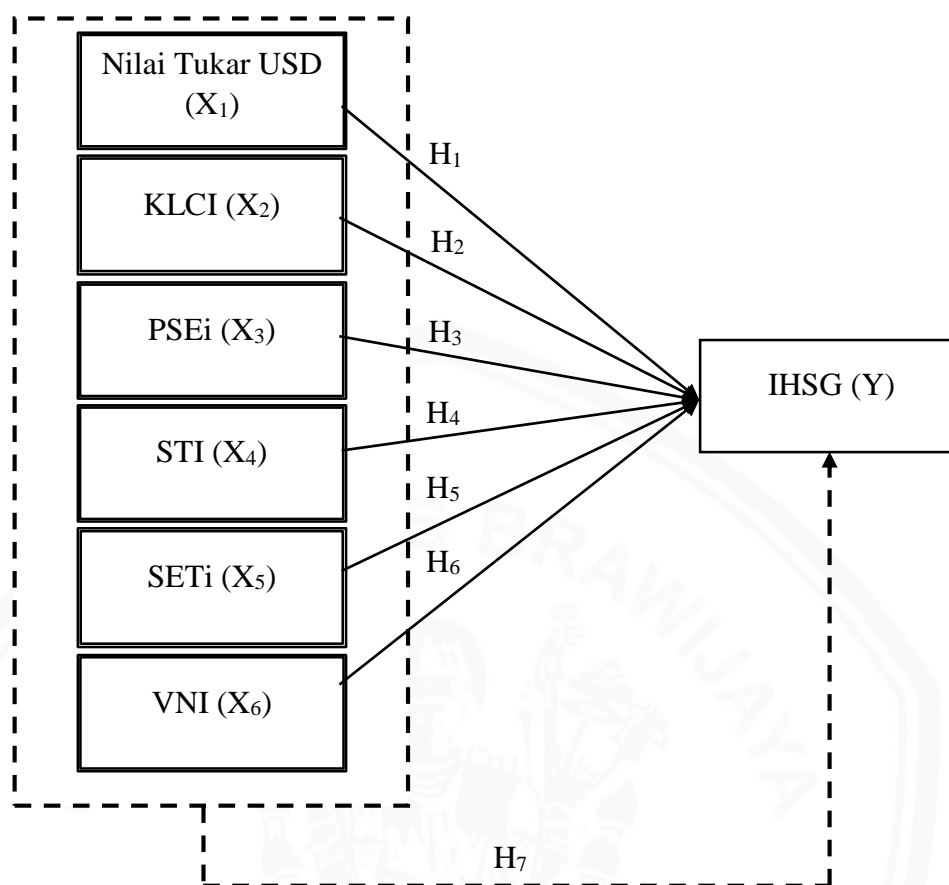 Nilai Tukar USD
(X₁)
H₁
KLCI (X₂)
H₂
PSEi (X₃)
H₃
IHSG (Y)
STI (X₄)
H₄
H₅
SETi (X₅)
H₆
VNI (X₆)
H₇
BRAWIJAYA